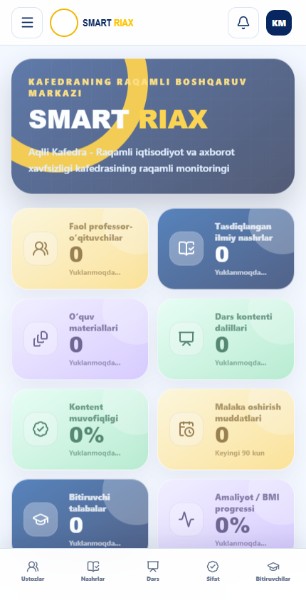 SMART RIAX
KM
KAFEDRANING RAQAMLI BOSHQARUV
MARKAZI
SMART RIAX
Aqlli Kafedra - Raqamli iqtisodiyot va axborot
xavfsizligi kafedrasining raqamli monitoringi
Faol professor-
o'qituvchilar
0
Yuklanmoqda...
Tasdiqlangan
ilmiy nashrlar
0
Yuklanmoqda...
O'quv
materiallari
0
Yuklanmoqda...
Dars kontenti
dalillari
0
Yuklanmoqda...
Kontent
muvofiqligi
0%
Yuklanmoqda...
Malaka oshirish
muddatlari
0
Keyingi 90 kun
Bitiruvchi
talabalar
0
Yuklanmoqda...
Amaliyot / BMI
progressi
0%
Yuklanmoqda...
Ustozlar
Nashrlar
Dars
Sifat
Bitiruvchilar